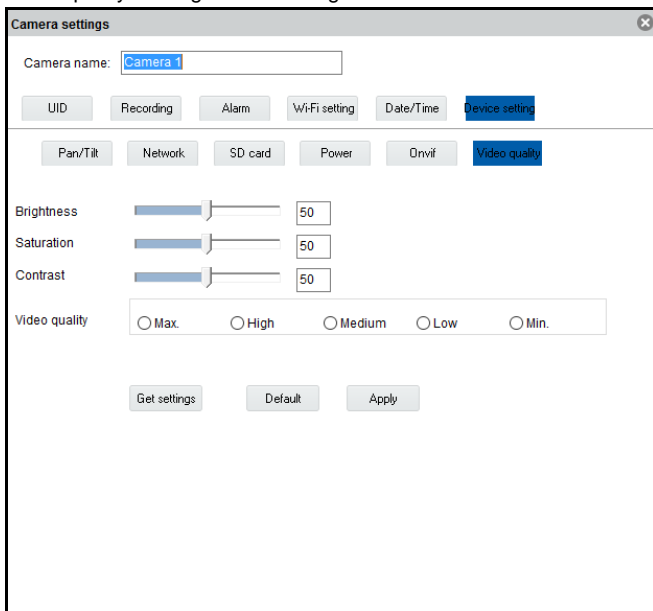 Camera settings
Camera name: Camera 1
UID Recording Alarm Wi-Fi setting Date/Time Device setting
Pan/Tilt Network SD card Power Onvif Video quality
Brightness 50
Saturation 50
Contrast 50
Video quality Max. High Medium Low Min.
Get settings Default Apply